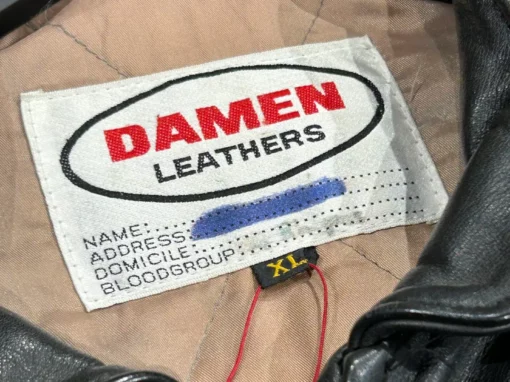 DAMEN
LEATHERS
NAME:
ADDRESS:
DOMICILE:
BLOODGROUP
XL